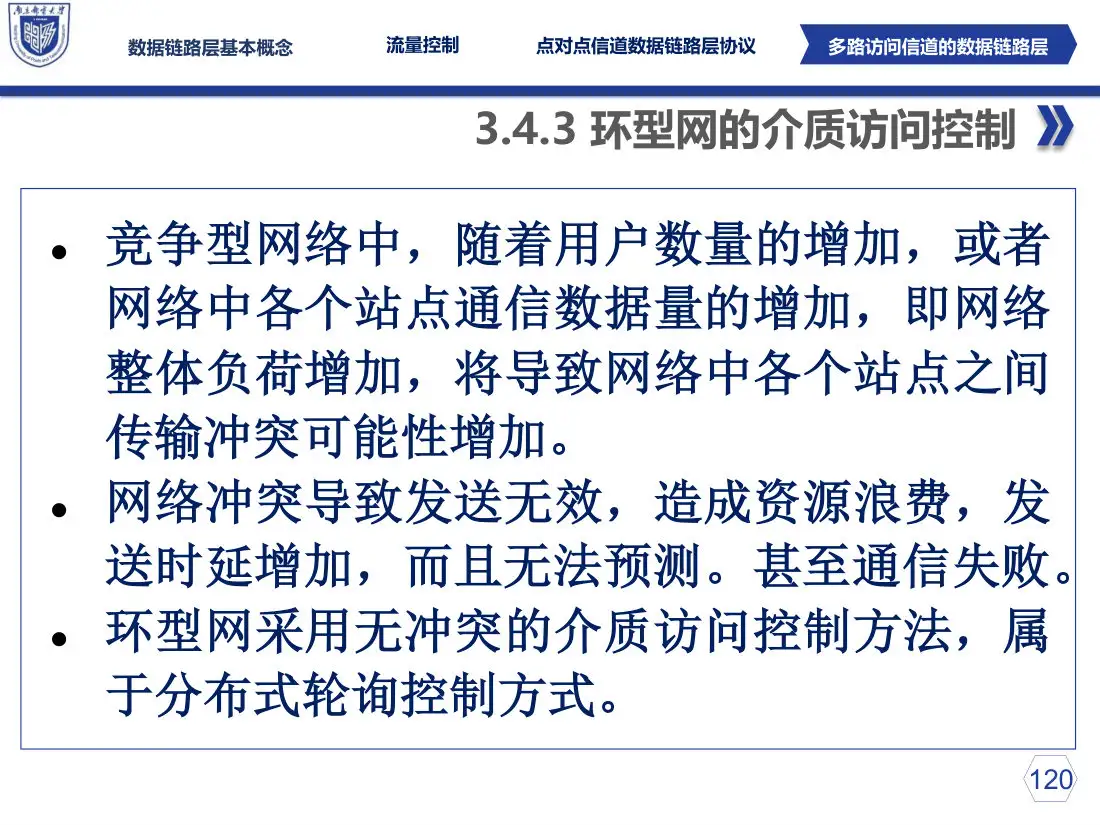 南京邮电大学
数据链路层基本概念
流量控制
点对点信道数据链路层协议
多路访问信道的数据链路层
3.4.3 环型网的介质访问控制
• 竞争型网络中，随着用户数量的增加，或者
网络中各个站点通信数据量的增加，即网络
整体负荷增加，将导致网络中各个站点之间
传输冲突可能性增加。
• 网络冲突导致发送无效，造成资源浪费，发
送时延增加，而且无法预测。甚至通信失败。
• 环型网采用无冲突的介质访问控制方法，属
于分布式轮询控制方式。
120